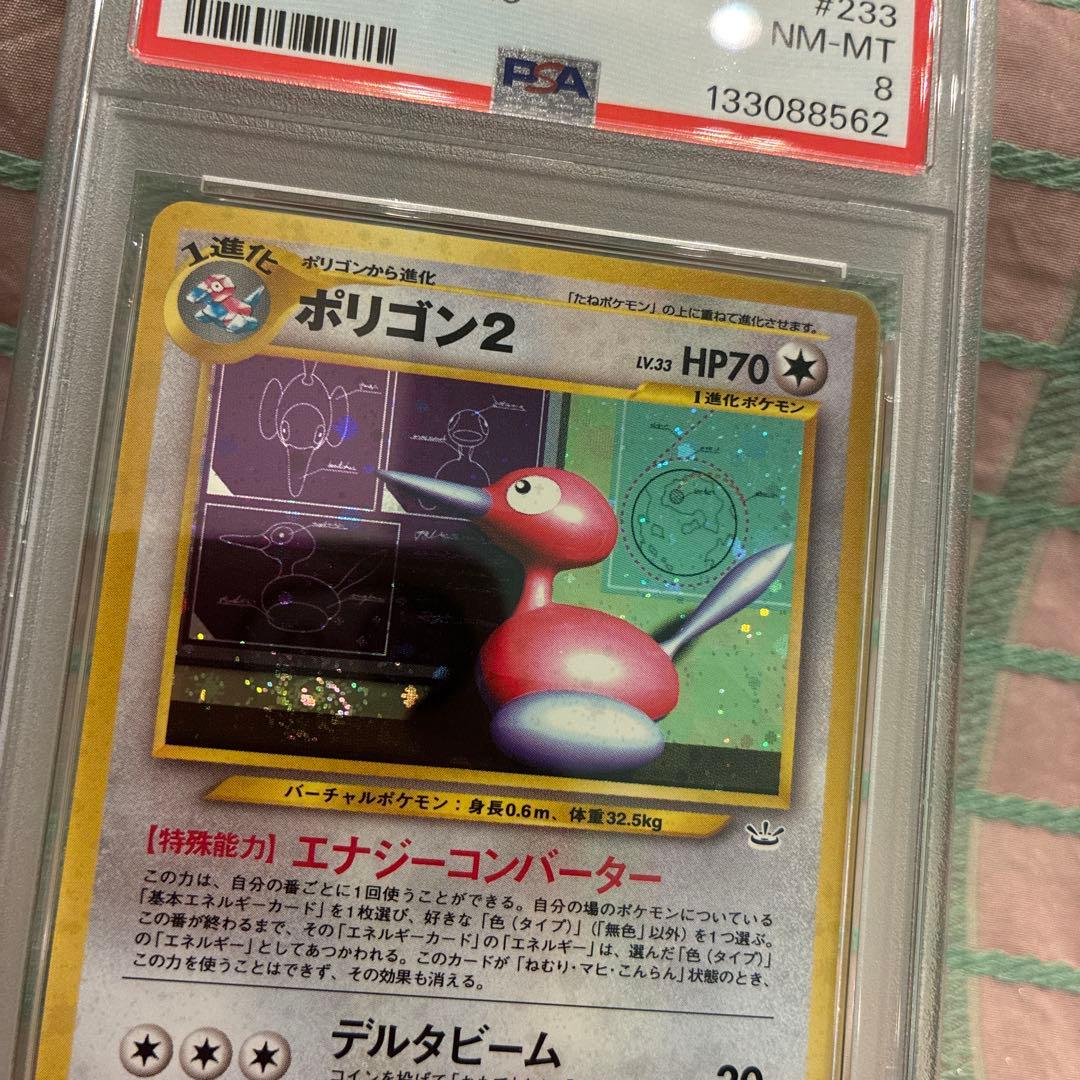 #233
NM-MT
PSA
8
133088562
1進化
ポリゴンから進化
「たねポケモン」の上に重ねて進化させます。
ポリゴン2
LV.33 HP70
1進化ポケモン
バーチャルポケモン：身長0.6m、体重32.5kg
【特殊能力】エナジーコンバーター
この力は、自分の番ごとに1回使うことができる。自分の場のポケモンについている
「基本エネルギーカード」を1枚選び、好きな「色（タイプ）」（「無色」以外）を1つ選ぶ。
この番が終わるまで、その「エネルギーカード」の「エネルギー」は、選んだ「色（タイプ）」
の「エネルギー」としてあつかわれる。このカードが「ねむり・マヒ・こんらん」状態のとき、
この力を使うことはできず、その効果も消える。
デルタビーム
20